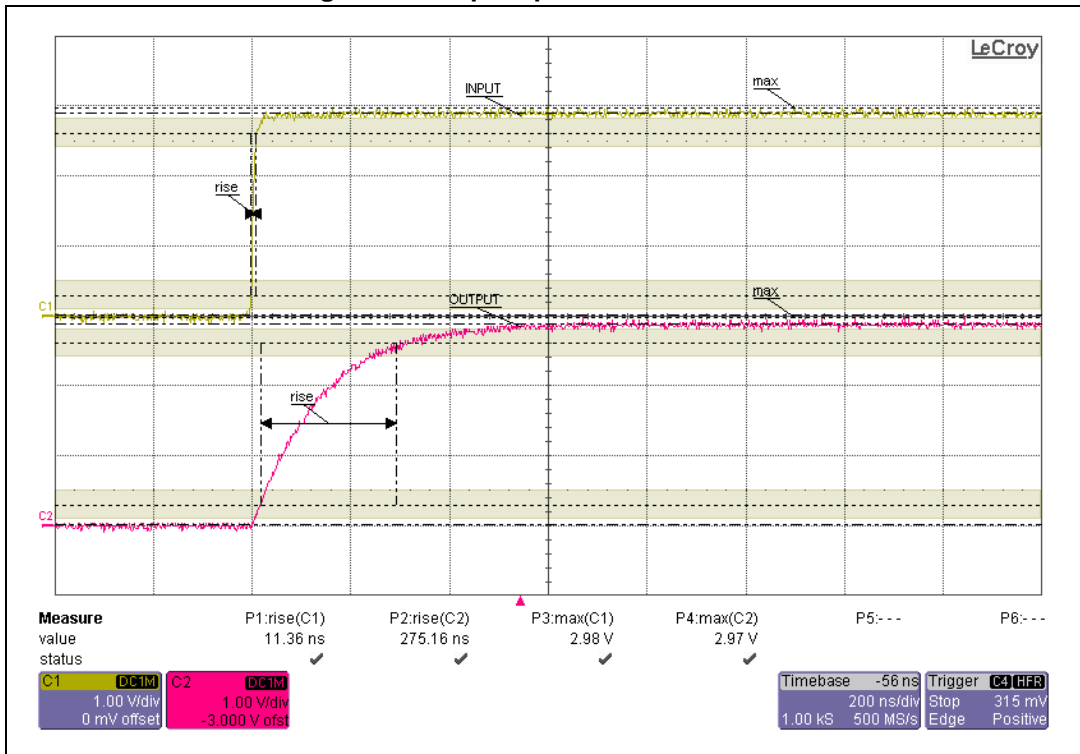 LeCroy
INPUT
max
rise
C1
OUTPUT
max
rise
C2
Measure P1:rise(C1) P2:rise(C2) P3:max(C1) P4:max(C2) P5:- - - P6:- - -
value 11.36 ns 275.16 ns 2.98 V 2.97 V
status ✓ ✓ ✓ ✓
C1 DC1M C2 DC1M Timebase -56 ns Trigger C4 HFR
1.00 V/div 1.00 V/div 200 ns/div Stop 315 mV
0 mV offset -3.000 V ofst 1.00 kS 500 MS/s Edge Positive